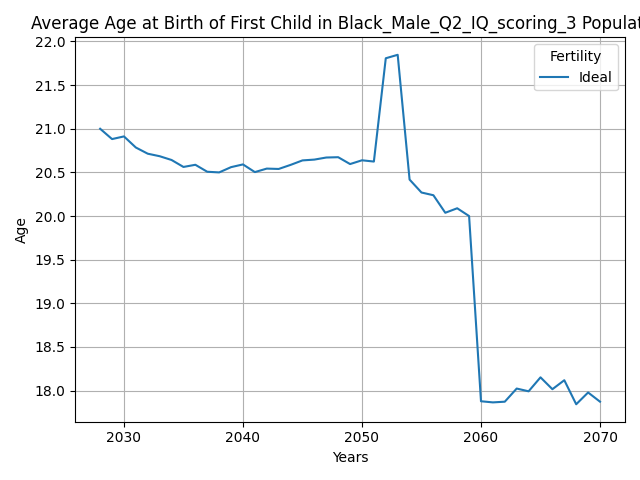 Average Age at Birth of First Child in Black_Male_Q2_IQ_scoring_3 Populat
22.0
21.5
21.0
20.5
20.0
19.5
19.0
18.5
18.0
Age
Fertility
Ideal
2030
2040
2050
2060
2070
Years